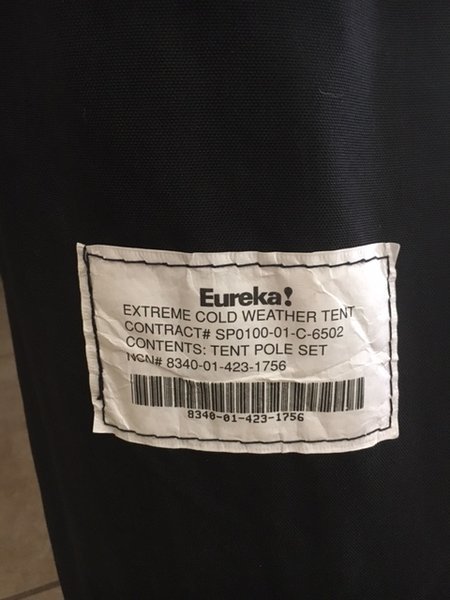 Eureka!
EXTREME COLD WEATHER TENT
CONTRACT# SP0100-01-C-6502
CONTENTS: TENT POLE SET
NSN# 8340-01-423-1756
8340-01-423-1756